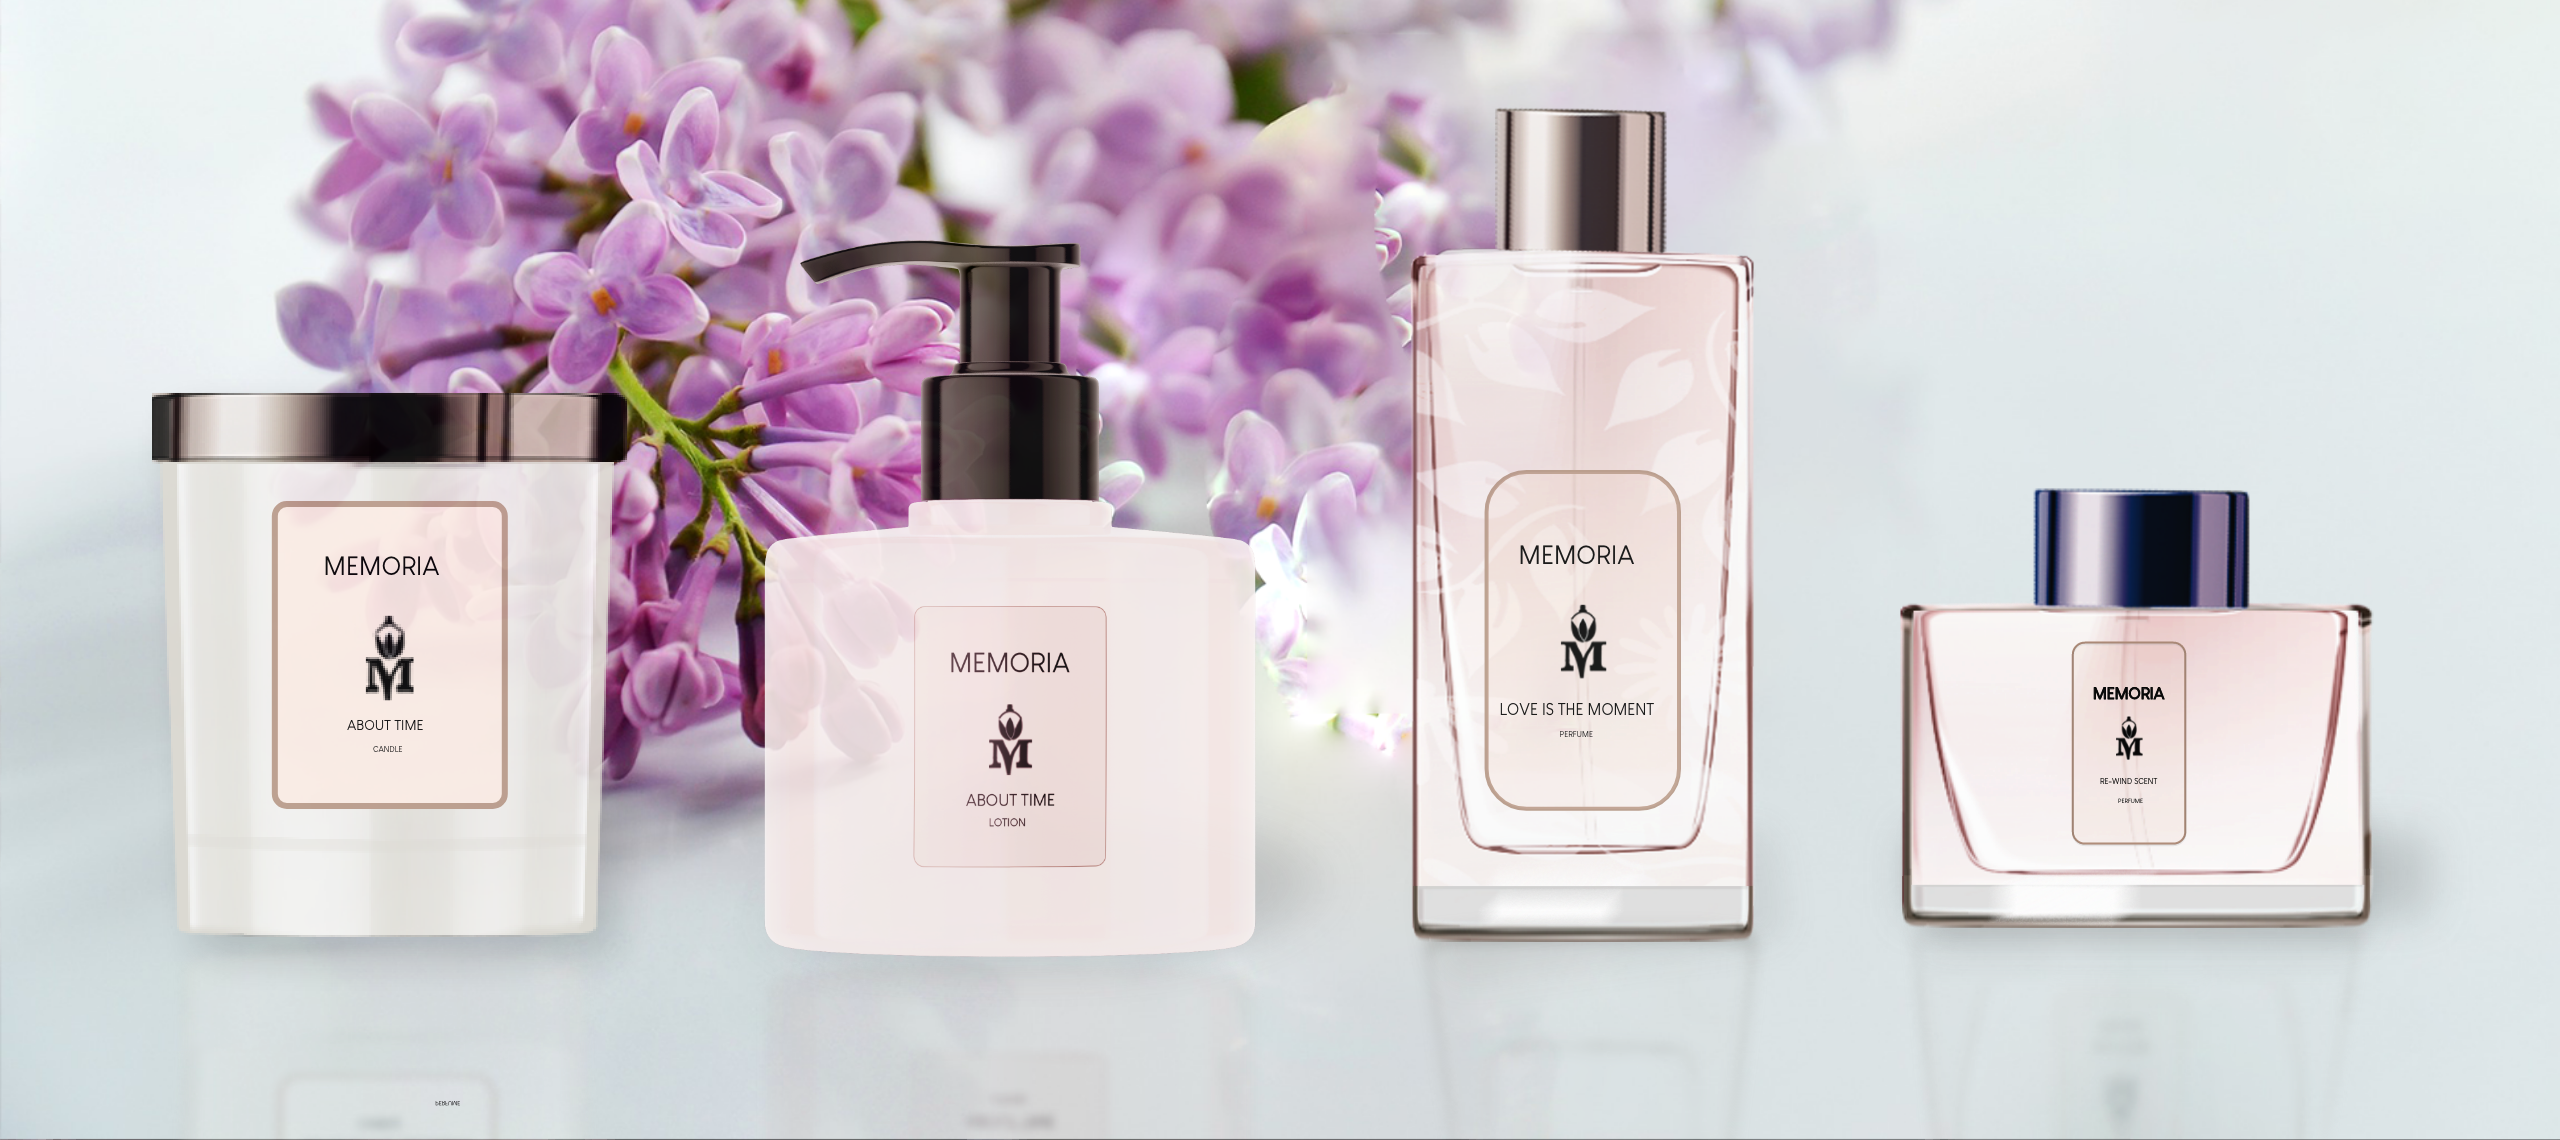 MEMORIA
M
ABOUT TIME
CANDLE
MEMORIA
M
ABOUT TIME
LOTION
MEMORIA
M
LOVE IS THE MOMENT
PERFUME
MEMORIA
M
RE-WIND SCENT
PERFUME